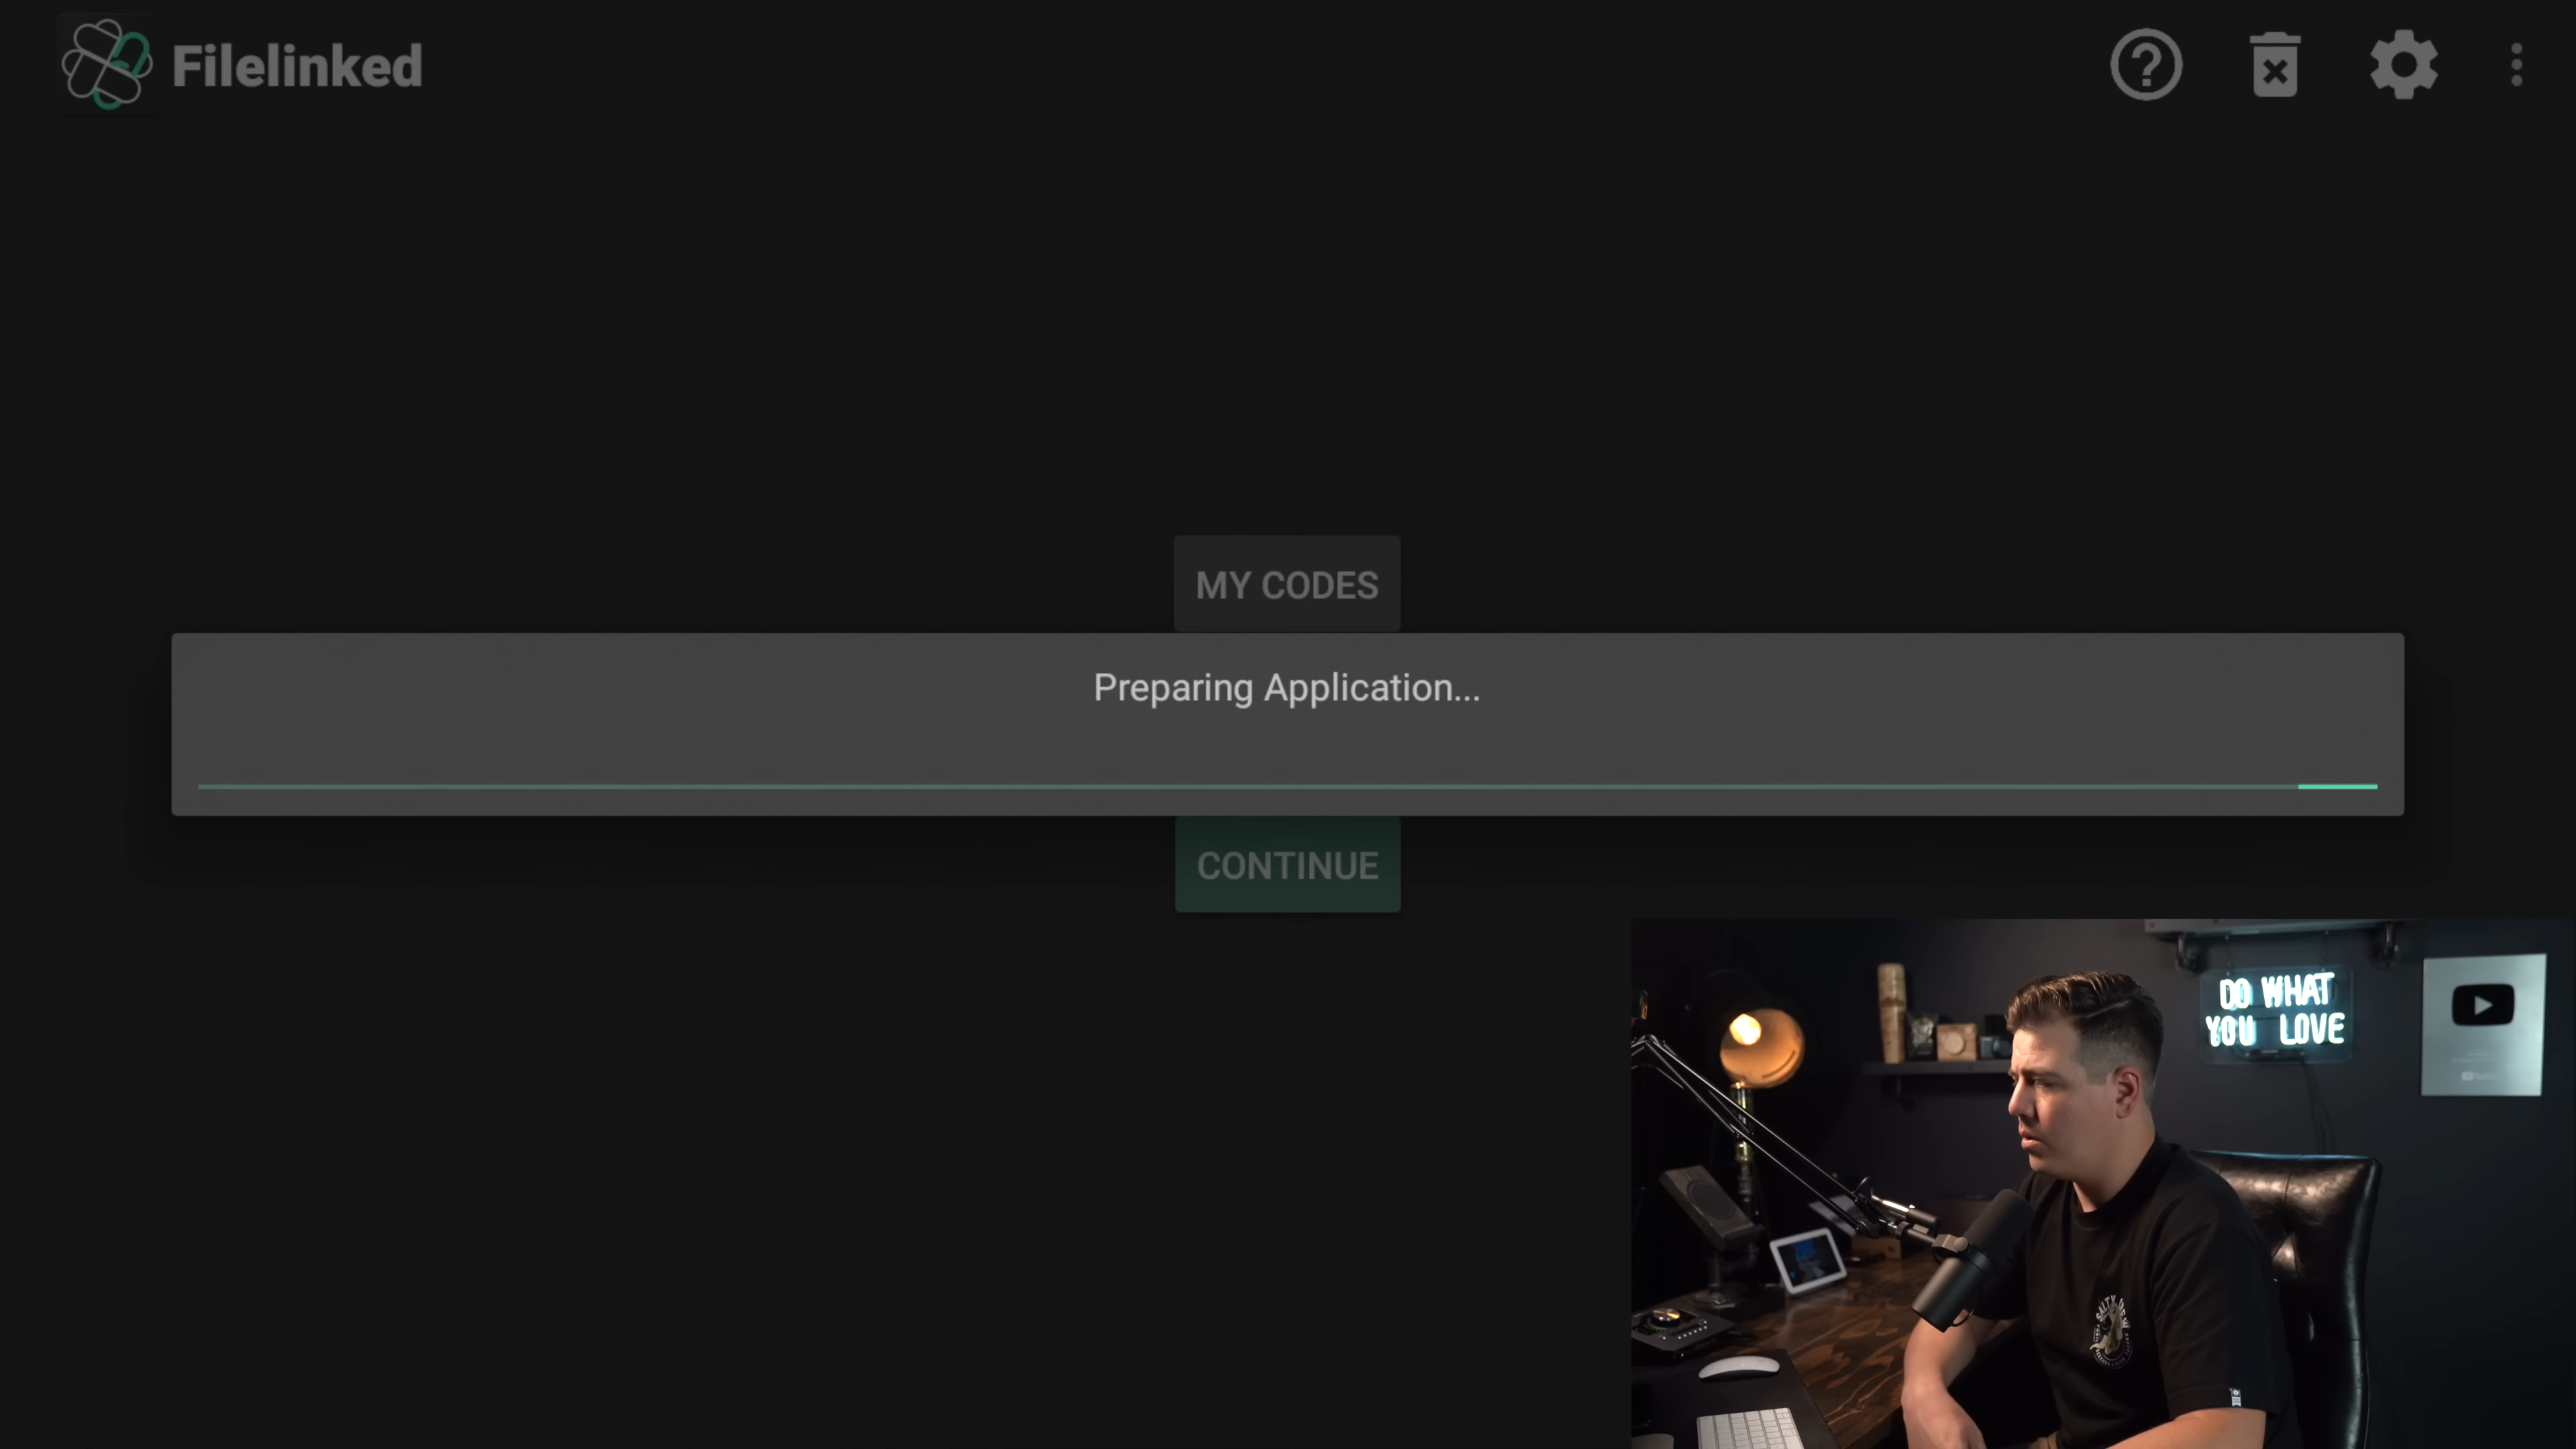 Filelinked
MY CODES
Preparing Application...
CONTINUE
DO WHAT
YOU LOVE